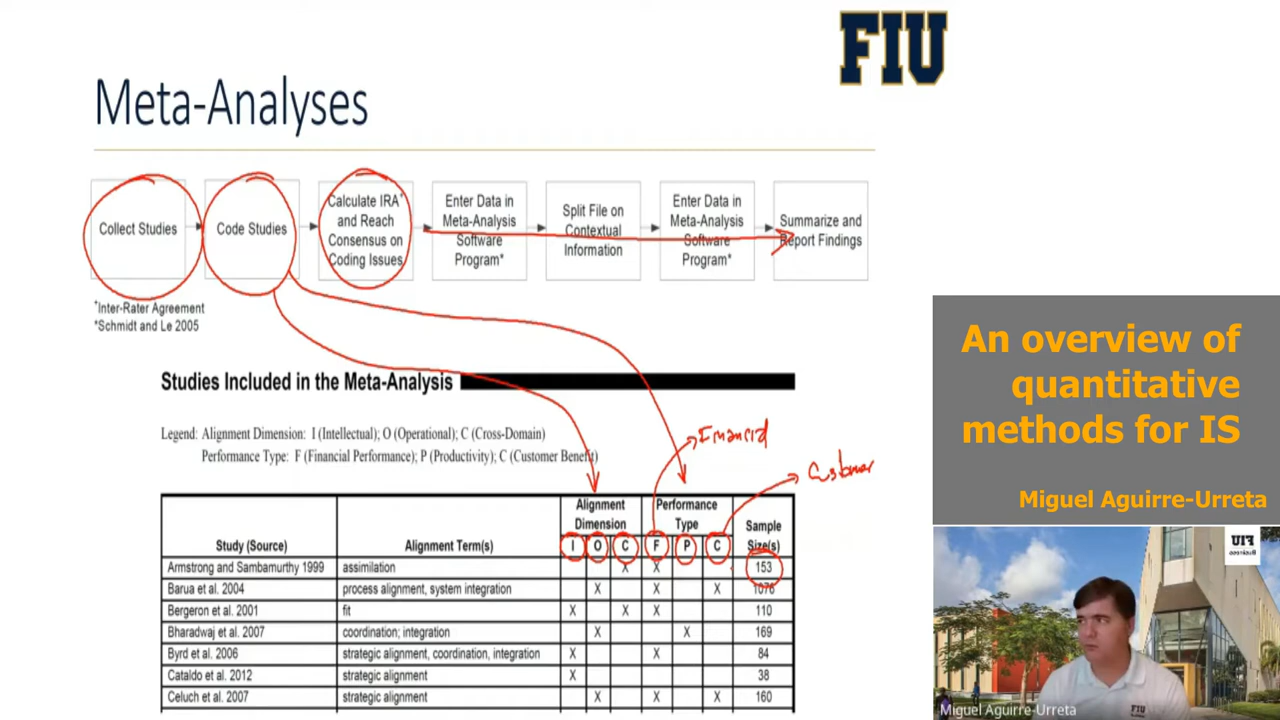 FIU
Meta-Analyses
Collect Studies
Code Studies
Calculate IRA+
and Reach
Consensus on
Coding Issues
Enter Data in
Meta-Analysis
Software
Program*
Split File on
Contextual
Information
Enter Data in
Meta-Analysis
Software
Program*
Summarize and
Report Findings
+Inter-Rater Agreement
*Schmidt and Le 2005
Studies Included in the Meta-Analysis
Legend: Alignment Dimension: I (Intellectual); O (Operational); C (Cross-Domain)
Performance Type: F (Financial Performance); P (Productivity); C (Customer Benefit)
Financial
Customer
Study (Source) Alignment Term(s) Alignment Dimension Performance Type Sample Size(s)
I O C F P C
Armstrong and Sambamurthy 1999 assimilation X X 153
Barua et al. 2004 process alignment, system integration X X X 1076
Bergeron et al. 2001 fit X X X 110
Bharadwaj et al. 2007 coordination; integration X X 169
Byrd et al. 2006 strategic alignment, coordination, integration X X 84
Cataldo et al. 2012 strategic alignment X 38
Celuch et al. 2007 strategic alignment X X X 160
An overview of
quantitative
methods for IS
Miguel Aguirre-Urreta
FIU
Business
FIU
Miguel Aguirre-Urreta